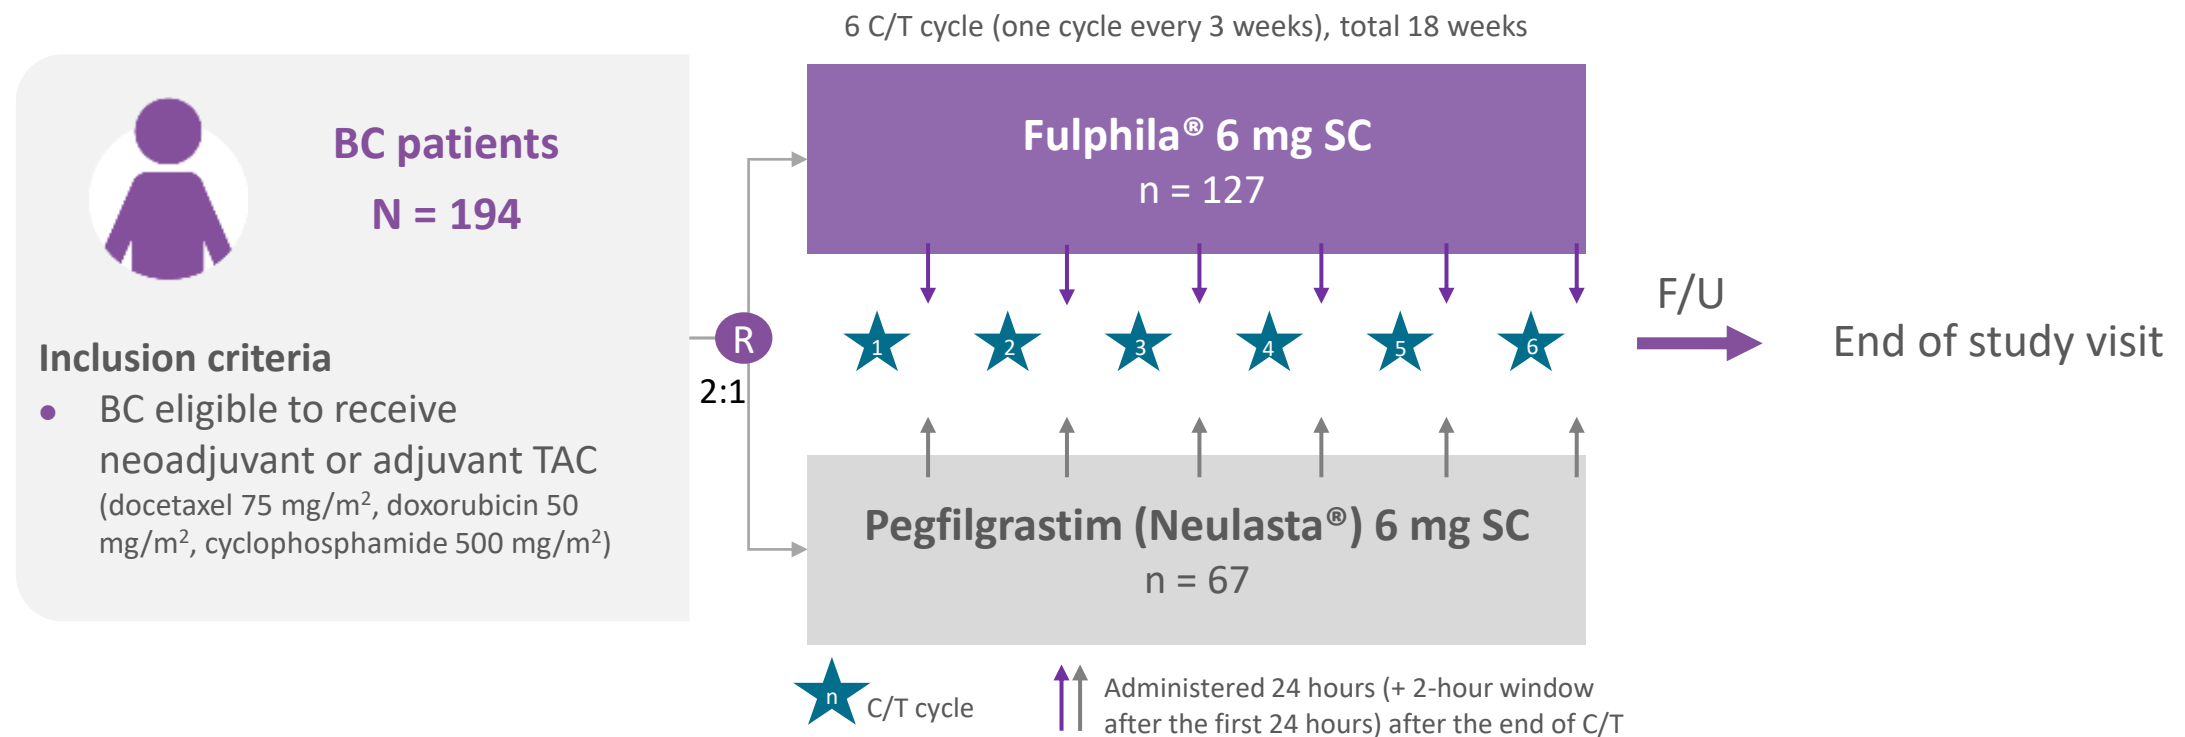 6 C/T cycle (one cycle every 3 weeks), total 18 weeks
BC patients
N = 194
Inclusion criteria
● BC eligible to receive
neoadjuvant or adjuvant TAC
(docetaxel 75 mg/m², doxorubicin 50
mg/m², cyclophosphamide 500 mg/m²)
R
2:1
Fulphila® 6 mg SC
n = 127
1 2 3 4 5 6
F/U
End of study visit
Pegfilgrastim (Neulasta®) 6 mg SC
n = 67
n C/T cycle
Administered 24 hours (+ 2-hour window
after the first 24 hours) after the end of C/T